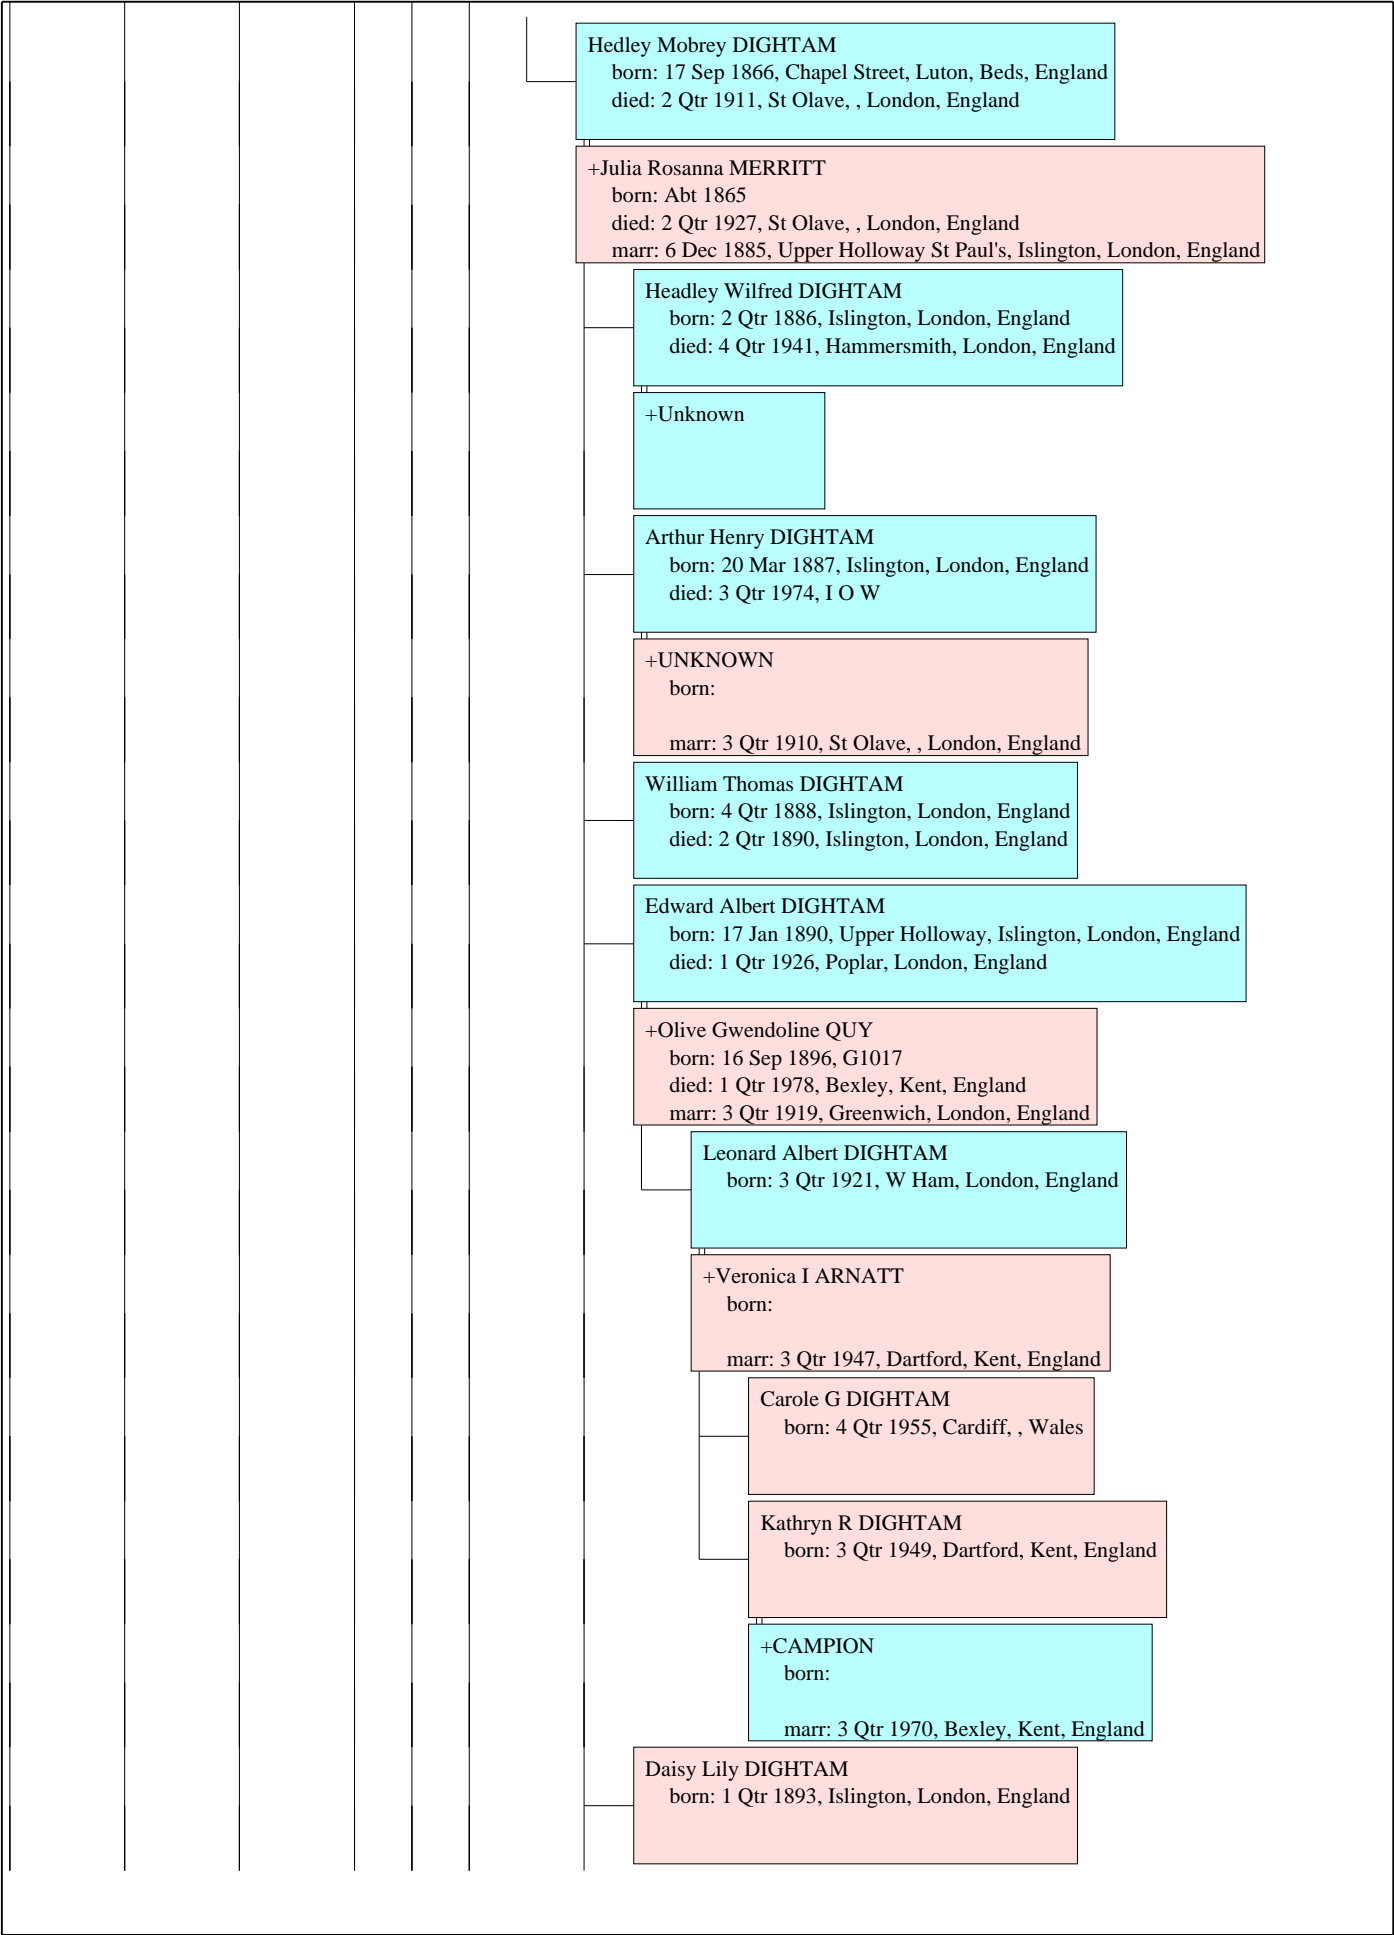 Hedley Mobrey DIGHTAM
born: 17 Sep 1866, Chapel Street, Luton, Beds, England
died: 2 Qtr 1911, St Olave, , London, England
+Julia Rosanna MERRITT
born: Abt 1865
died: 2 Qtr 1927, St Olave, , London, England
marr: 6 Dec 1885, Upper Holloway St Paul's, Islington, London, England
Headley Wilfred DIGHTAM
born: 2 Qtr 1886, Islington, London, England
died: 4 Qtr 1941, Hammersmith, London, England
+Unknown
Arthur Henry DIGHTAM
born: 20 Mar 1887, Islington, London, England
died: 3 Qtr 1974, I O W
+UNKNOWN
born:
marr: 3 Qtr 1910, St Olave, , London, England
William Thomas DIGHTAM
born: 4 Qtr 1888, Islington, London, England
died: 2 Qtr 1890, Islington, London, England
Edward Albert DIGHTAM
born: 17 Jan 1890, Upper Holloway, Islington, London, England
died: 1 Qtr 1926, Poplar, London, England
+Olive Gwendoline QUY
born: 16 Sep 1896, G1017
died: 1 Qtr 1978, Bexley, Kent, England
marr: 3 Qtr 1919, Greenwich, London, England
Leonard Albert DIGHTAM
born: 3 Qtr 1921, W Ham, London, England
+Veronica I ARNATT
born:
marr: 3 Qtr 1947, Dartford, Kent, England
Carole G DIGHTAM
born: 4 Qtr 1955, Cardiff, , Wales
Kathryn R DIGHTAM
born: 3 Qtr 1949, Dartford, Kent, England
+CAMPION
born:
marr: 3 Qtr 1970, Bexley, Kent, England
Daisy Lily DIGHTAM
born: 1 Qtr 1893, Islington, London, England